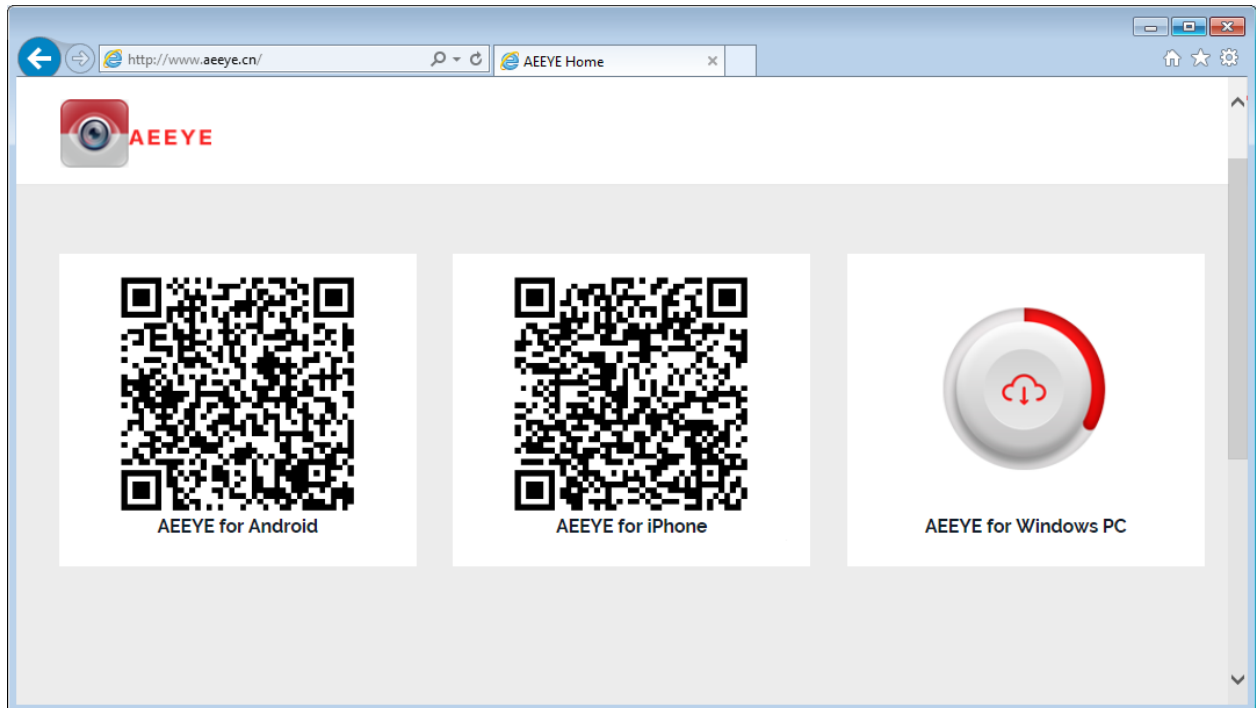 http://www.aeeye.cn/
AEEYE Home
AEEYE
AEEYE for Android
AEEYE for iPhone
AEEYE for Windows PC